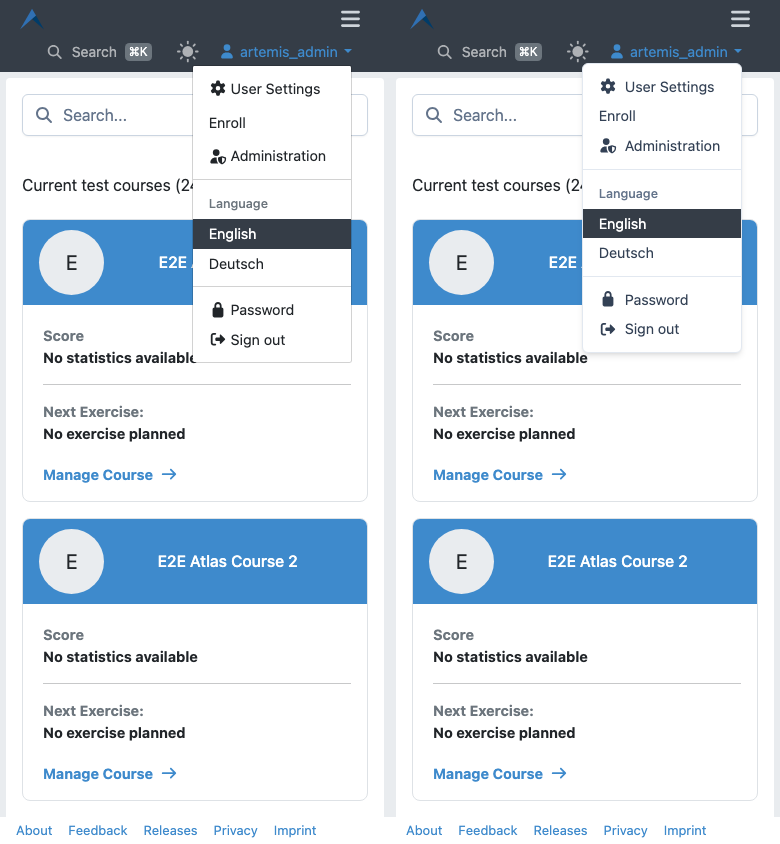 Search ⌘K artemis_admin
User Settings
Search...
Enroll
Administration
Current test courses (24
Language
English
E E2E A
Deutsch
Password
Score
Sign out
No statistics available
Next Exercise:
No exercise planned
Manage Course
E E2E Atlas Course 2
Score
No statistics available
Next Exercise:
No exercise planned
Manage Course
About Feedback Releases Privacy Imprint
Search ⌘K artemis_admin
User Settings
Search...
Enroll
Administration
Current test courses (24
Language
English
E E2E
Deutsch
Password
Sign out
Score
No statistics available
Next Exercise:
No exercise planned
Manage Course
E E2E Atlas Course 2
Score
No statistics available
Next Exercise:
No exercise planned
Manage Course
About Feedback Releases Privacy Imprint